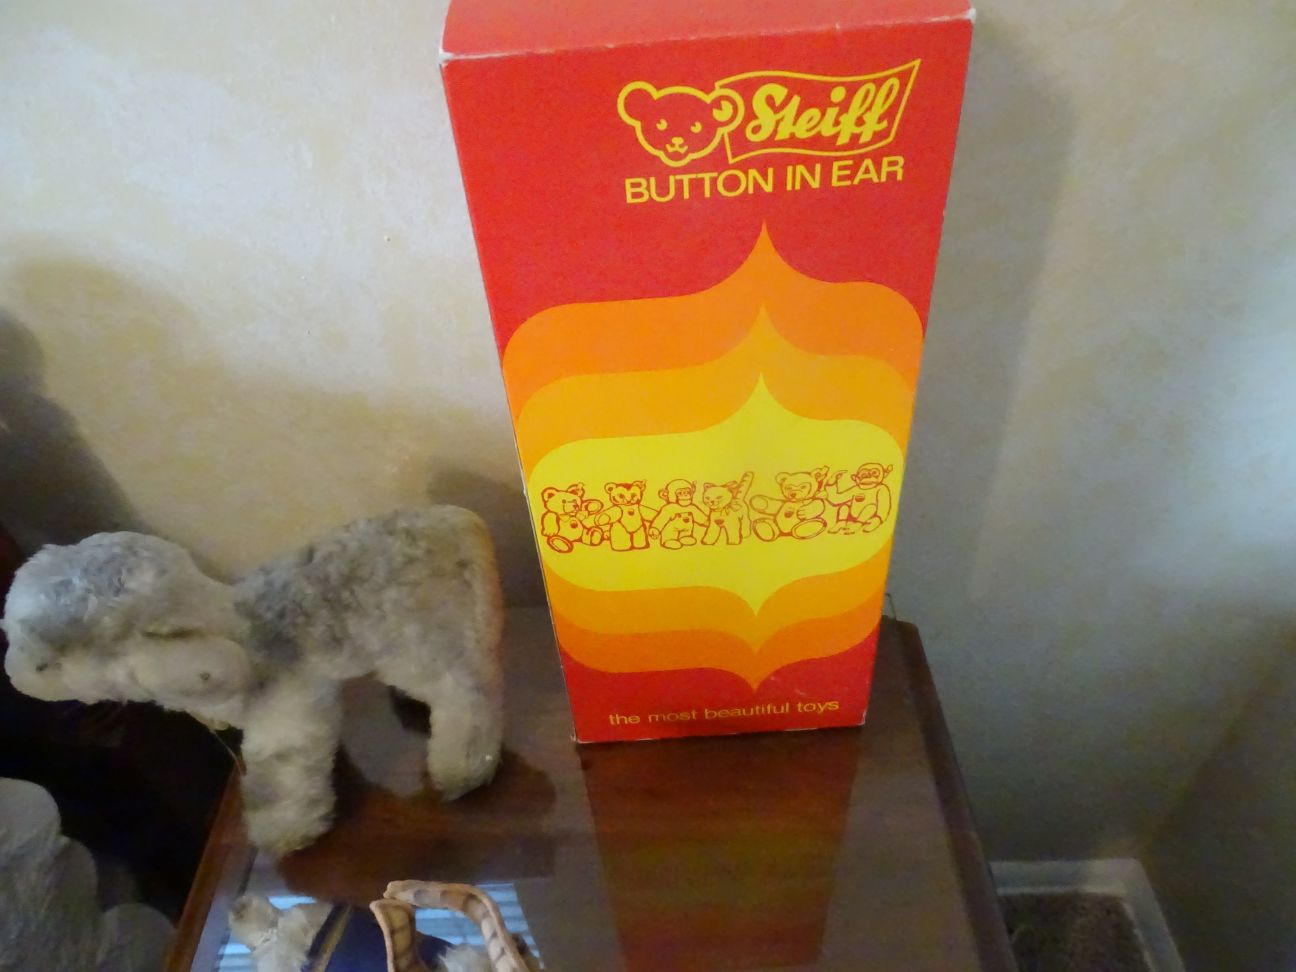 Steiff
BUTTON IN EAR
the most beautiful toys